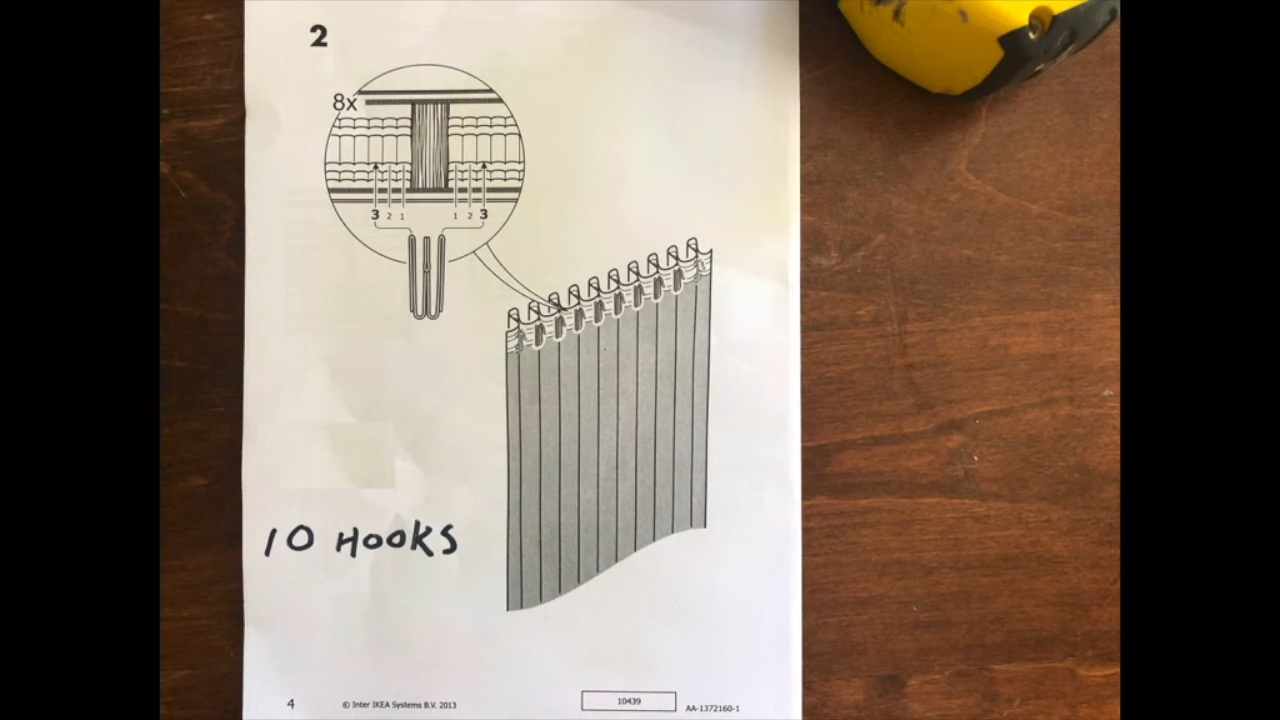 2
8x
3 2 1 1 2 3
10 HOOKS
4 © Inter IKEA Systems B.V. 2013 10439 AA-1372160-1